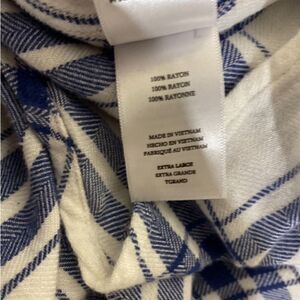 100% RAYON
100% RAYON
100% RAYONNE
MADE IN VIETNAM
HECHO EN VIETNAM
FABRIQUÉ AU VIETNAM
EXTRA LARGE
EXTRA GRANDE
TGRAND